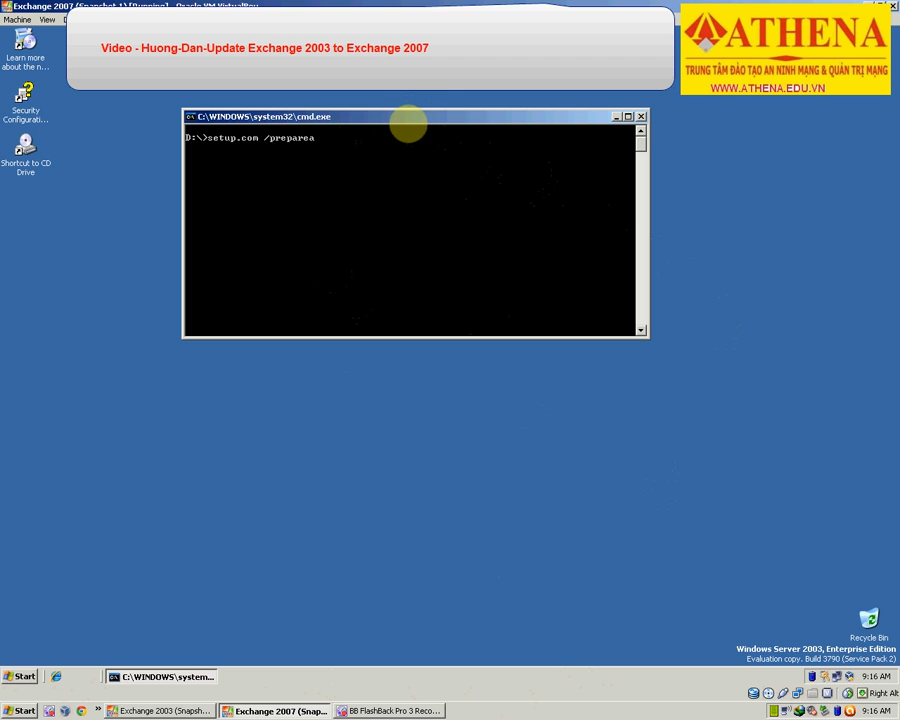 Exchange 2007 (Snapshot 1) [Running] - Oracle VM VirtualBox
Machine View
Video - Huong-Dan-Update Exchange 2003 to Exchange 2007
ATHENA
TRUNG TÂM ĐÀO TẠO AN NINH MẠNG & QUẢN TRỊ MẠNG
WWW.ATHENA.EDU.VN
Learn more
about the n...
Security
Configurati...
Shortcut to CD
Drive
C:\WINDOWS\system32\cmd.exe
D:\>setup.com /preparea
Recycle Bin
Windows Server 2003, Enterprise Edition
Evaluation copy. Build 3790 (Service Pack 2)
Start
C:\WINDOWS\system...
9:16 AM
Right Alt
Start
Exchange 2003 (Snapsh...
Exchange 2007 (Snap...
BB FlashBack Pro 3 Reco...
9:16 AM